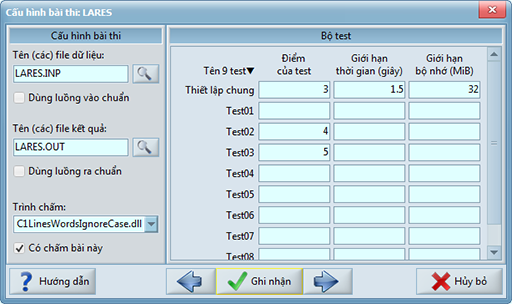 Cấu hình bài thi: LARES
Cấu hình bài thi
Tên (các) file dữ liệu:
LARES.INP
Dùng luồng vào chuẩn
Tên (các) file kết quả:
LARES.OUT
Dùng luồng ra chuẩn
Trình chấm:
C1LinesWordsIgnoreCase.dll
Có chấm bài này
Bộ test
Tên 9 test▼ Điểm của test Giới hạn thời gian (giây) Giới hạn bộ nhớ (MiB)
Thiết lập chung 3 1.5 32
Test01
Test02 4
Test03 5
Test04
Test05
Test06
Test07
Test08
Hướng dẫn Ghi nhận Hủy bỏ